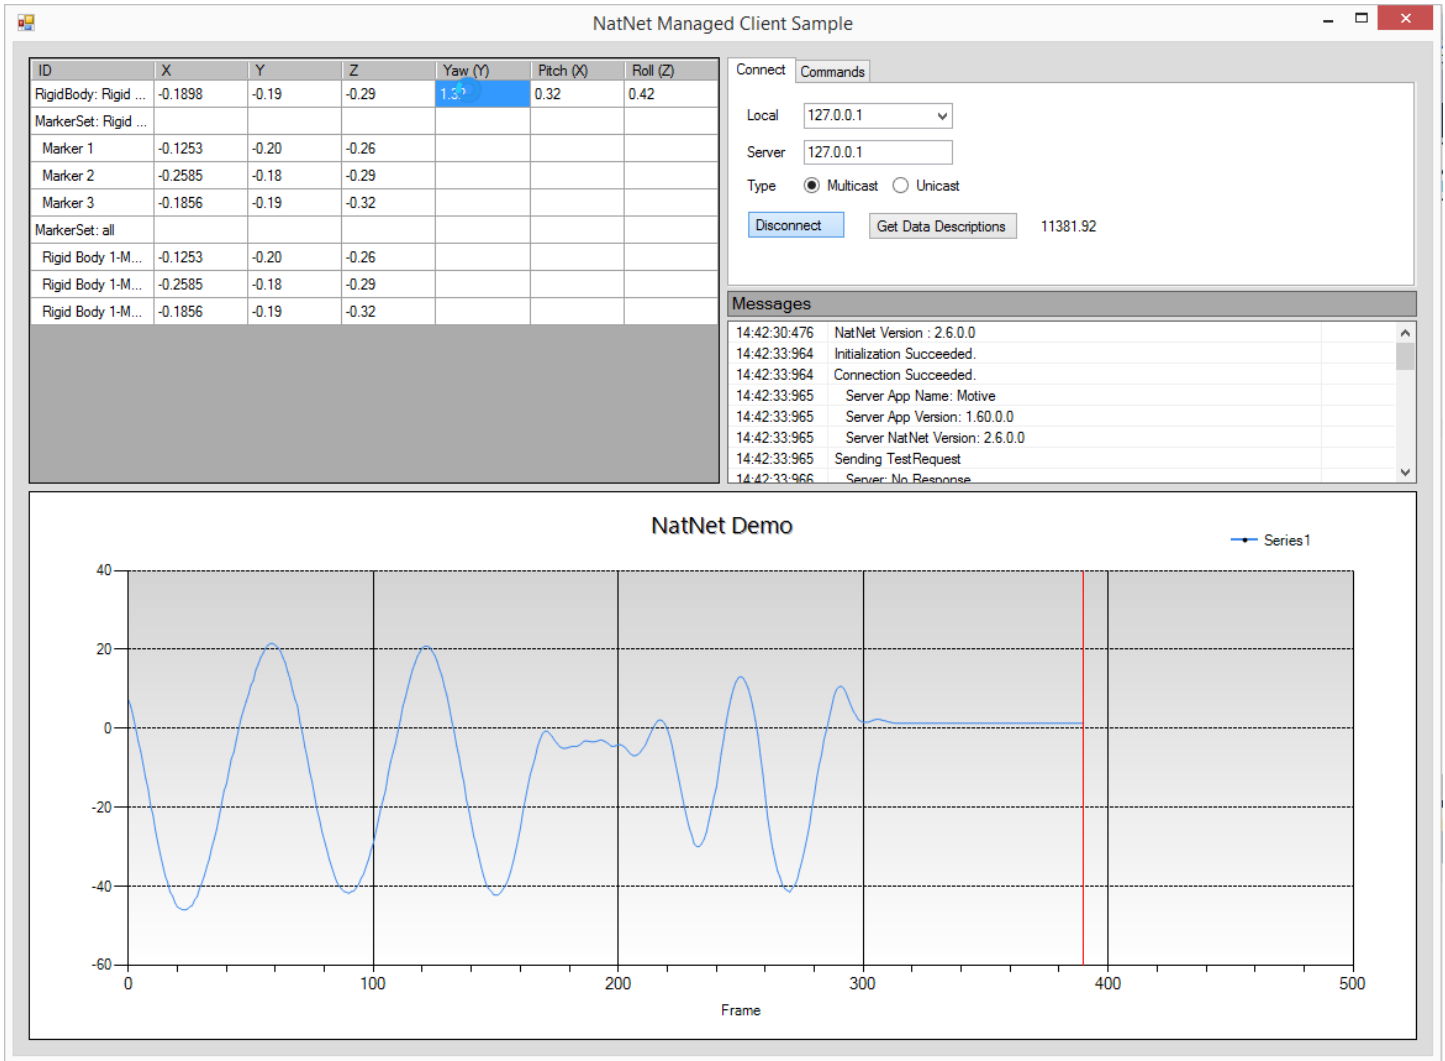 NatNet Managed Client Sample
ID X Y Z Yaw (Y) Pitch (X) Roll (Z)
RigidBody: Rigid ... -0.1898 -0.19 -0.29 0.32 0.42
MarkerSet: Rigid ...
Marker 1 -0.1253 -0.20 -0.26
Marker 2 -0.2585 -0.18 -0.29
Marker 3 -0.1856 -0.19 -0.32
MarkerSet: all
Rigid Body 1-M... -0.1253 -0.20 -0.26
Rigid Body 1-M... -0.2585 -0.18 -0.29
Rigid Body 1-M... -0.1856 -0.19 -0.32
Connect Commands
Local 127.0.0.1
Server 127.0.0.1
Type Multicast Unicast
Disconnect Get Data Descriptions 11381.92
Messages
14:42:30:476 NatNet Version : 2.6.0.0
14:42:33:964 Initialization Succeeded.
14:42:33:964 Connection Succeeded.
14:42:33:965 Server App Name: Motive
14:42:33:965 Server App Version: 1.60.0.0
14:42:33:965 Server NatNet Version: 2.6.0.0
14:42:33:965 Sending TestRequest
14:42:33:966 Server: No Response
NatNet Demo
Series1
40
20
0
-20
-40
-60
0 100 200 300 400 500
Frame